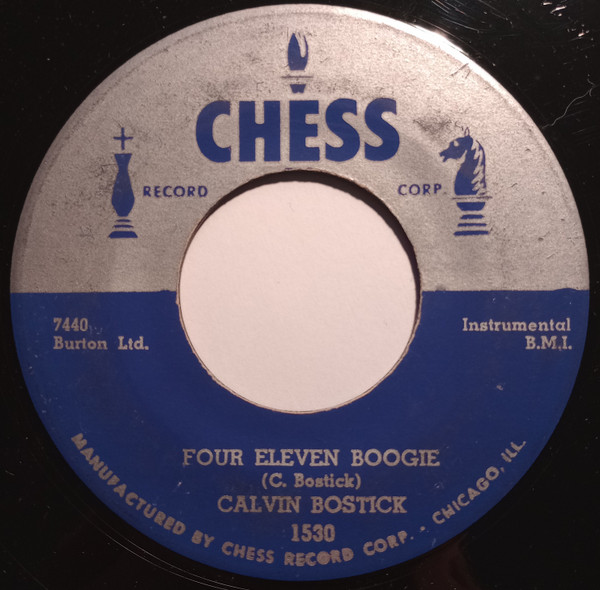 CHESS
RECORD CORP.
7440
Burton Ltd.
Instrumental
B.M.I.
FOUR ELEVEN BOOGIE
(C. Bostick)
CALVIN BOSTICK
1530
MANUFACTURED BY CHESS RECORD CORP. · CHICAGO, ILL.